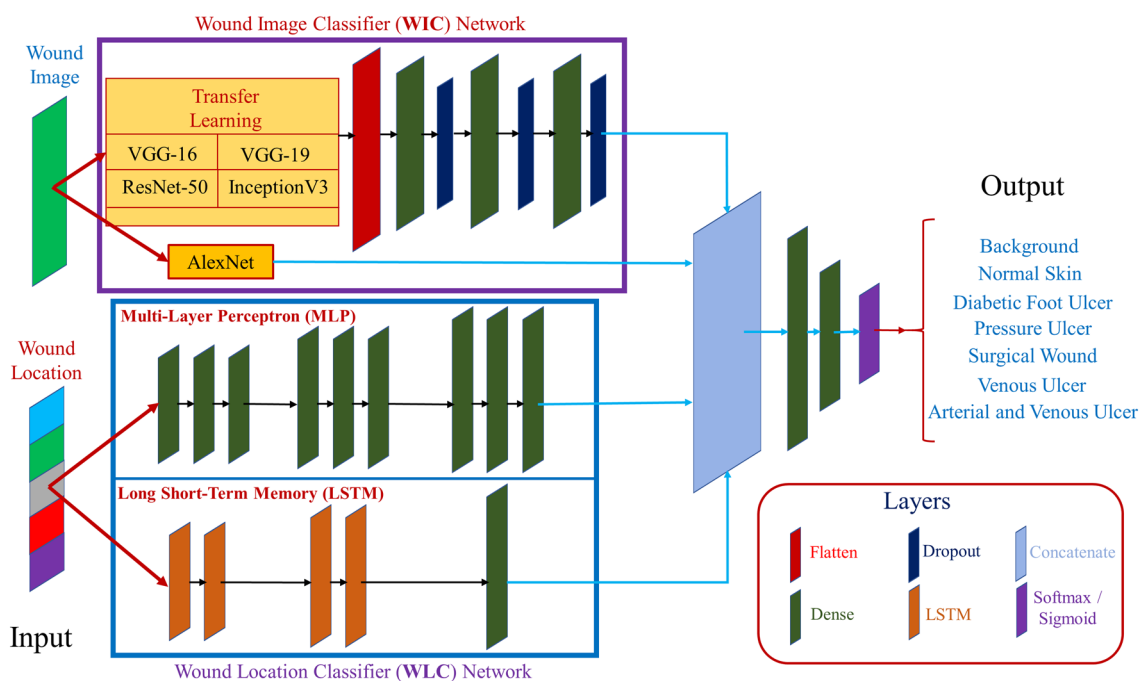 Wound Image Classifier (WIC) Network
Wound
Image
Transfer
Learning
VGG-16
VGG-19
ResNet-50
InceptionV3
AlexNet
Multi-Layer Perceptron (MLP)
Wound
Location
Long Short-Term Memory (LSTM)
Input
Wound Location Classifier (WLC) Network
Output
Background
Normal Skin
Diabetic Foot Ulcer
Pressure Ulcer
Surgical Wound
Venous Ulcer
Arterial and Venous Ulcer
Layers
Flatten
Dropout
Concatenate
Dense
LSTM
Softmax /
Sigmoid